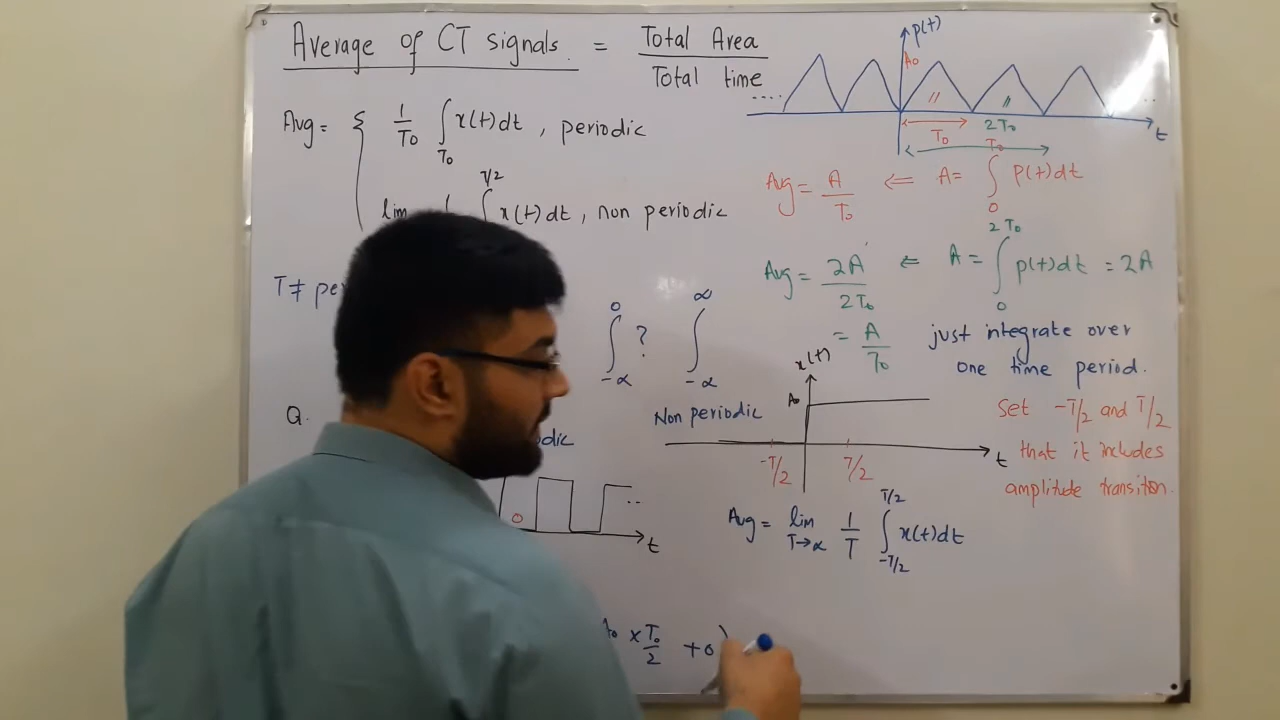 Average of CT signals = Total Area / Total time
Avg = { 1/T₀ ∫T₀ x(t)dt , periodic
lim ∫^T/2 x(t)dt , non periodic
T ≠ pe
∫₋∝⁰ ? ∫₋∝^∝
Q.
Non periodic
dic
0
.. t
A₀ × T₀/2 + 0 )
p(t)
A₀
.... // // ..
T₀ 2T₀ t
Avg = A/T₀ ⇐ A = ∫₀^T₀ p(t)dt
Avg = 2A/2T₀ ⇐ A = ∫₀^2T₀ p(t)dt = 2A
= A/T₀
just integrate over
one time period.
x(t)
A₀
-T/2 T/2 t
Set -T/2 and T/2
that it includes
amplitude transiton.
Avg = lim T→∝ 1/T ∫₋T/2^T/2 x(t)dt